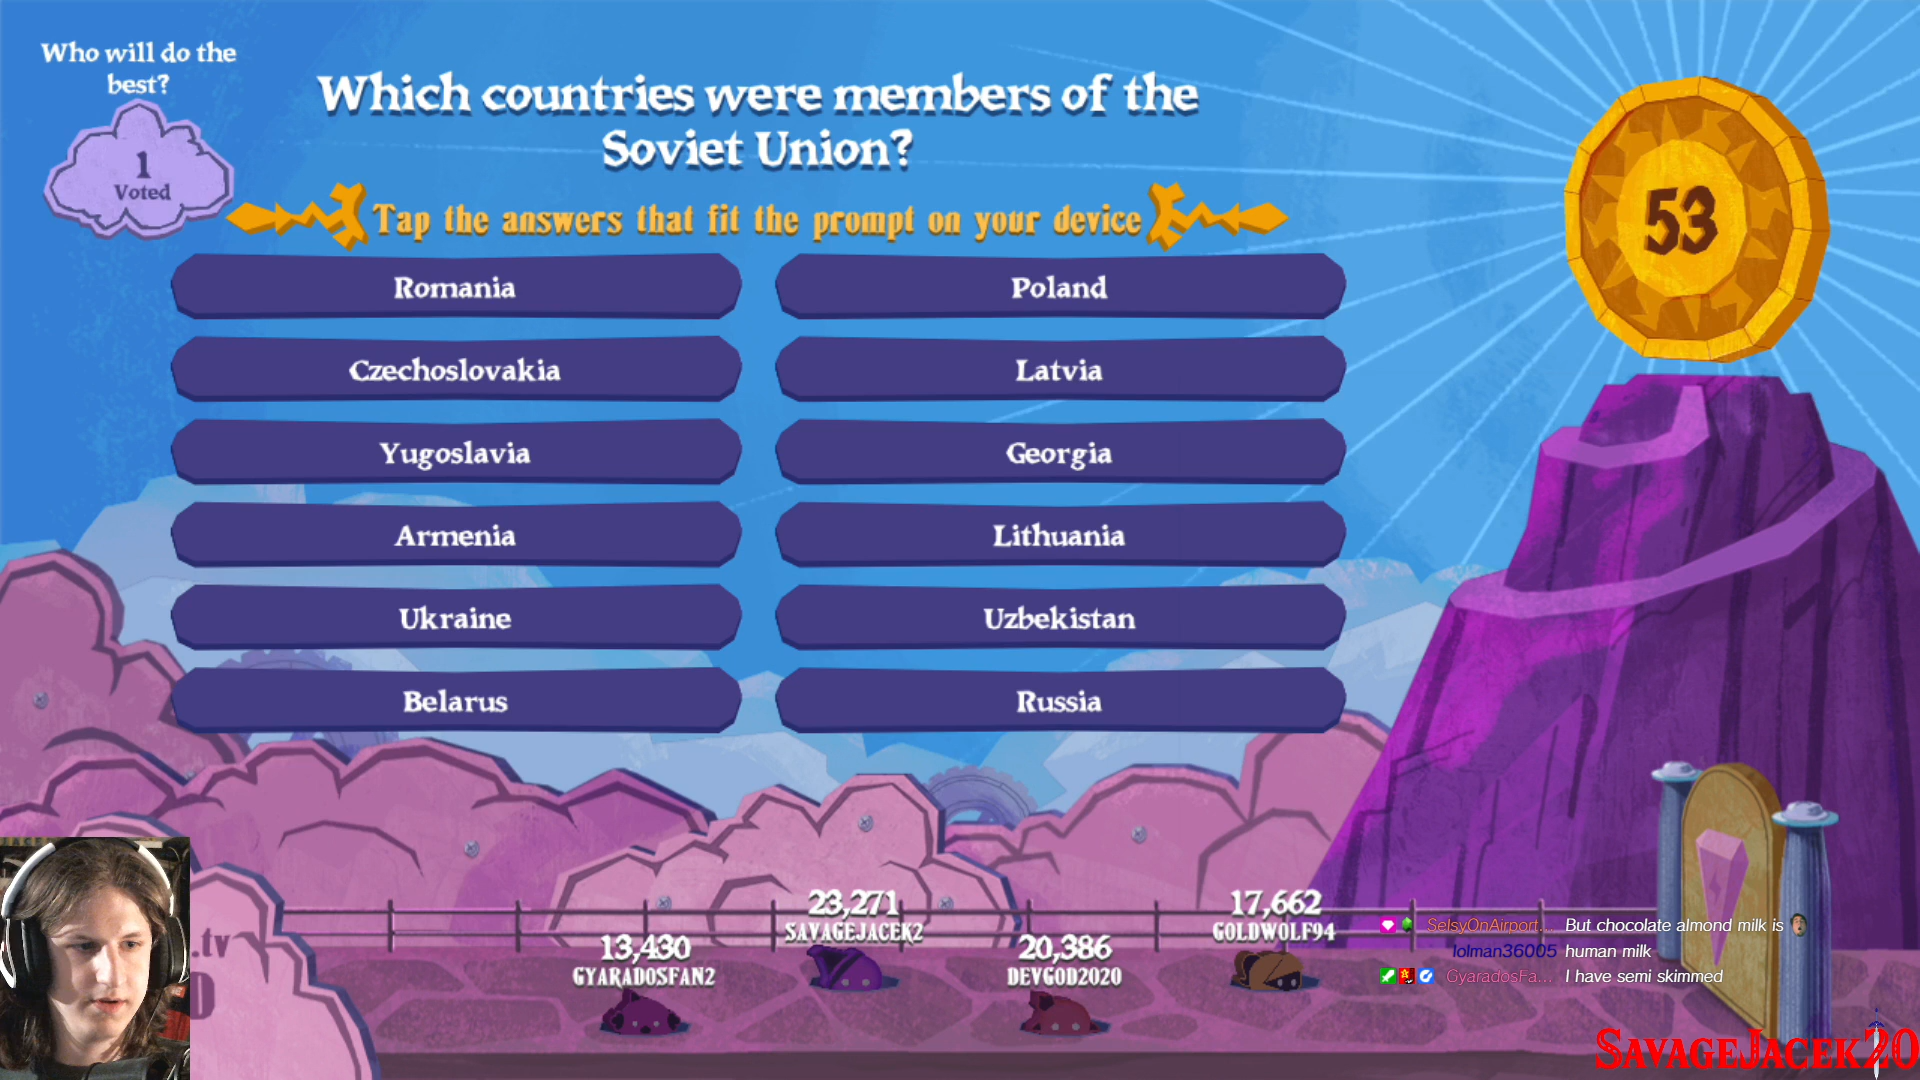 Who will do the
best?
1
Voted
Which countries were members of the
Soviet Union?
Tap the answers that fit the prompt on your device
53
Romania
Poland
Czechoslovakia
Latvia
Yugoslavia
Georgia
Armenia
Lithuania
Ukraine
Uzbekistan
Belarus
Russia
23,271
SAVAGEJACEK2
17,662
GOLDWOLF94
13,430
GYARADOSFAN2
20,386
DEVGOD2020
SelsyOnAirport... But chocolate almond milk is
lolman36005 human milk
GyaradosFa... I have semi skimmed
.tv
SAVAGEJACEK20